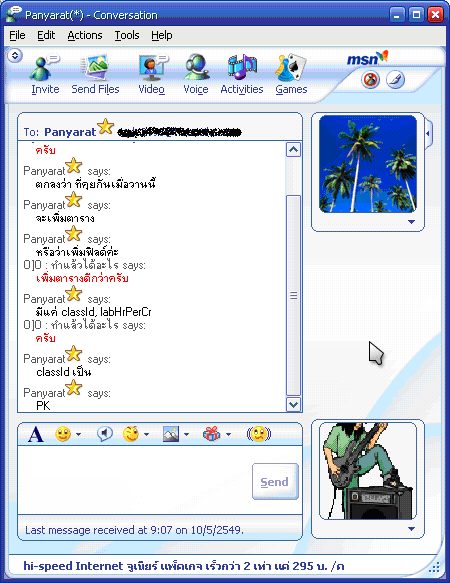 Panyarat(*) - Conversation
File Edit Actions Tools Help
msn
Invite Send Files Video Voice Activities Games
To: Panyarat
ครับ
Panyarat says:
ตกลงว่า ที่คุยกันเมื่อวานนี้
Panyarat says:
จะเพิ่มตาราง
Panyarat says:
หรือว่าเพิ่มฟิลด์ค่ะ
O]O : ทำแล้วได้อะไร says:
เพิ่มตารางดีกว่าครับ
Panyarat says:
มีแค่ classId, labHrPerCr
O]O : ทำแล้วได้อะไร says:
ครับ
Panyarat says:
classId เป็น
Panyarat says:
PK
A
Send
Last message received at 9:07 on 10/5/2549.
hi-speed Internet จูเนียร์ แพ็คเกจ เร็วกว่า 2 เท่า แค่ 295 บ. /ด